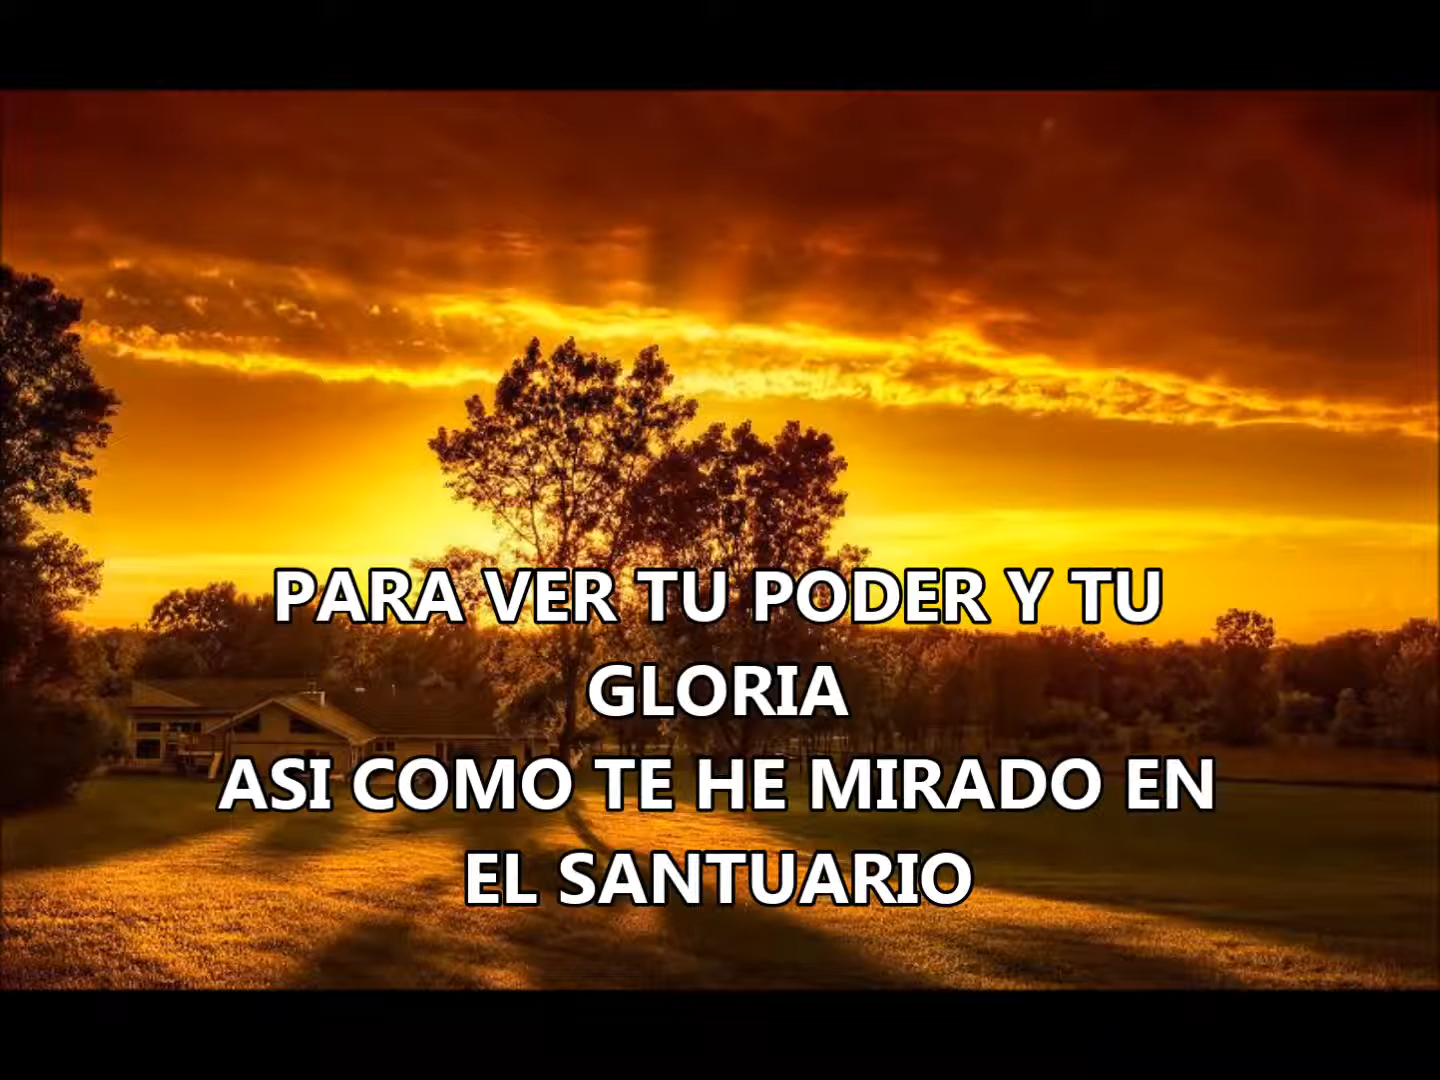 PARA VER TU PODER Y TU
GLORIA
ASI COMO TE HE MIRADO EN
EL SANTUARIO